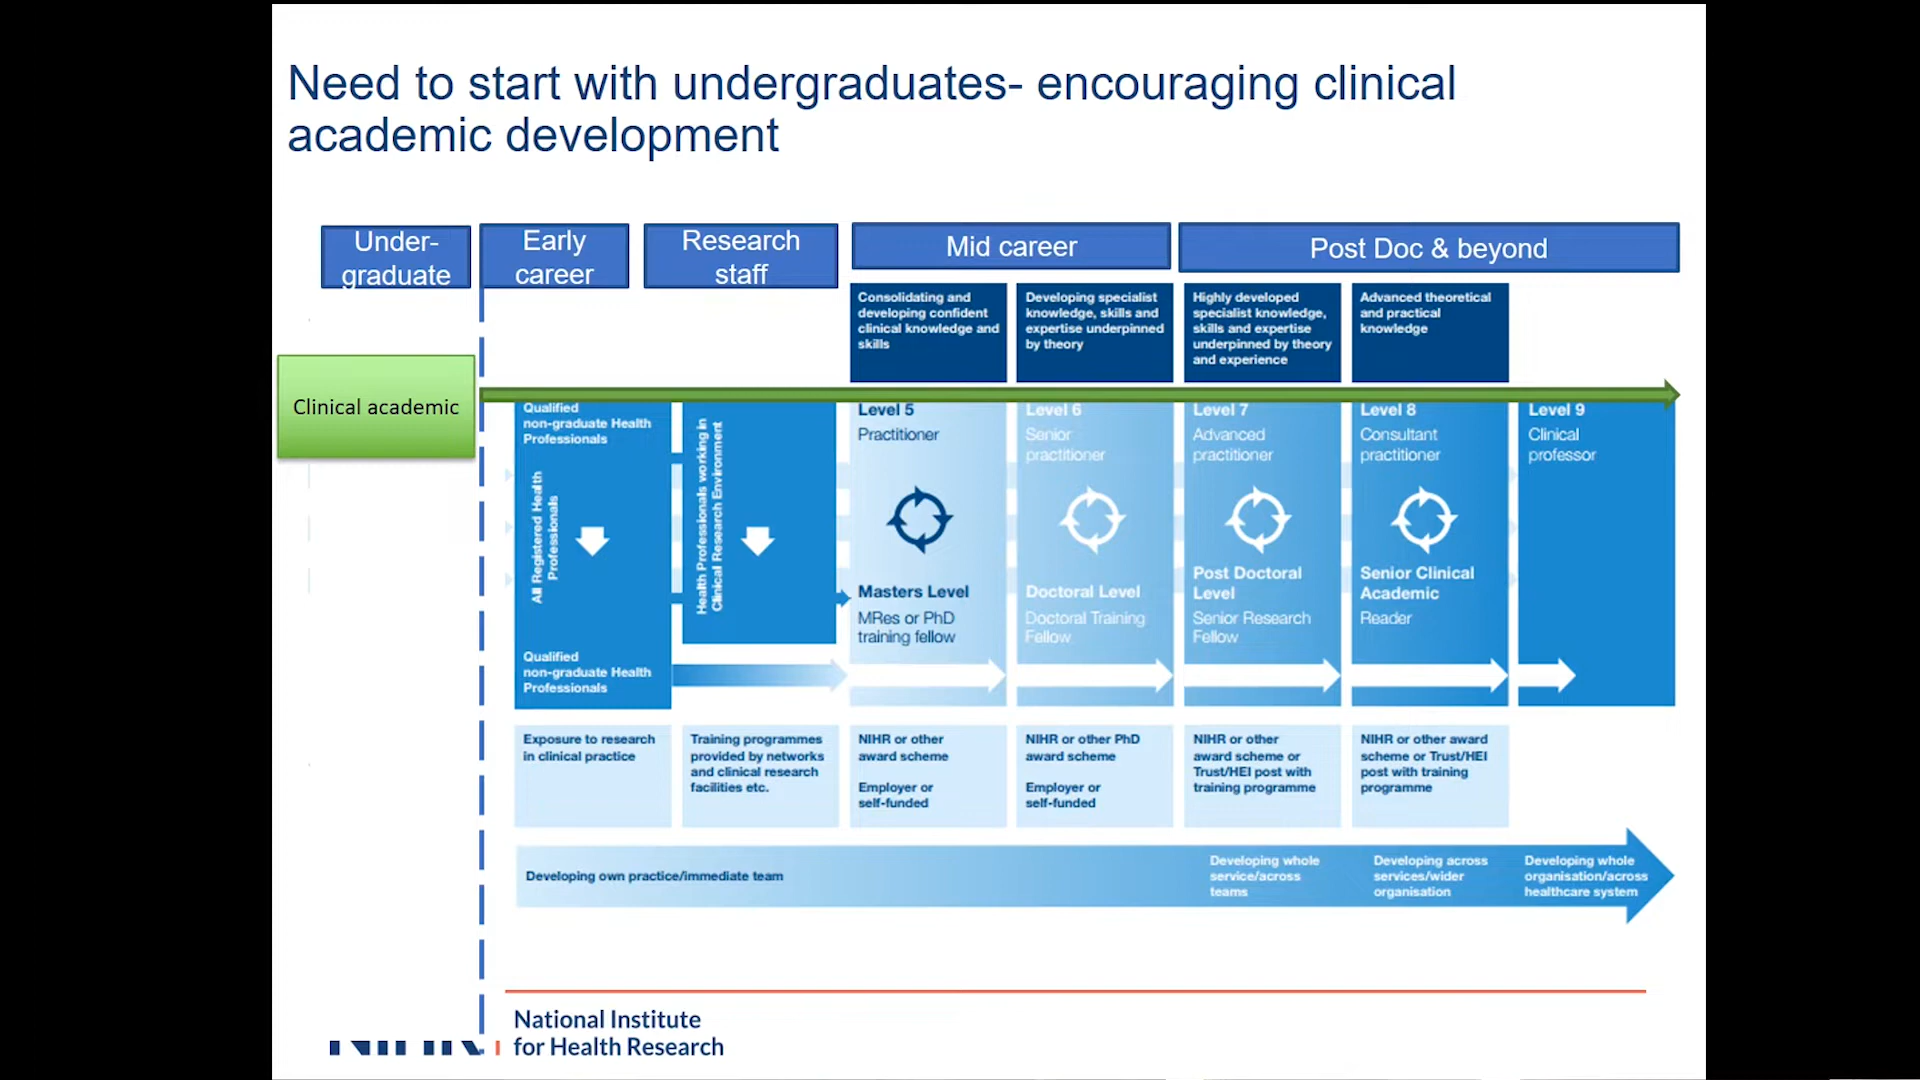 Need to start with undergraduates- encouraging clinical
academic development
Under-
graduate
Early
career
Research
staff
Mid career
Post Doc & beyond
Consolidating and
developing confident
clinical knowledge and
skills
Developing specialist
knowledge, skills and
expertise underpinned
by theory
Highly developed
specialist knowledge,
skills and expertise
underpinned by theory
and experience
Advanced theoretical
and practical
knowledge
Clinical academic
Qualified
non-graduate Health
Professionals
All Registered Health
Professionals
Qualified
non-graduate Health
Professionals
Health Professionals working in
Clinical Research Environment
Level 5
Practitioner
Masters Level
MRes or PhD
training fellow
Level 6
Senior
practitioner
Doctoral Level
Doctoral Training
Fellow
Level 7
Advanced
practitioner
Post Doctoral
Level
Senior Research
Fellow
Level 8
Consultant
practitioner
Senior Clinical
Academic
Reader
Level 9
Clinical
professor
Exposure to research
in clinical practice
Training programmes
provided by networks
and clinical research
facilities etc.
NIHR or other
award scheme
Employer or
self-funded
NIHR or other PhD
award scheme
Employer or
self-funded
NIHR or other
award scheme or
Trust/HEI post with
training programme
NIHR or other award
scheme or Trust/HEI
post with training
programme
Developing own practice/immediate team
Developing whole
service/across
teams
Developing across
services/wider
organisation
Developing whole
organisation/across
healthcare system
National Institute
for Health Research